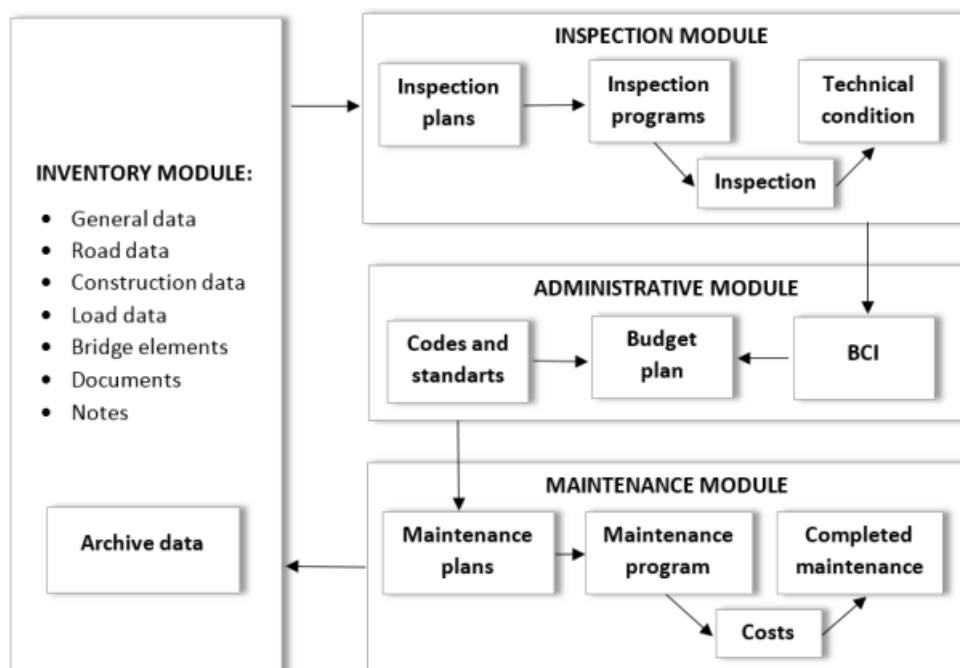 INVENTORY MODULE:
• General data
• Road data
• Construction data
• Load data
• Bridge elements
• Documents
• Notes
Archive data
INSPECTION MODULE
Inspection
plans
Inspection
programs
Technical
condition
Inspection
ADMINISTRATIVE MODULE
Codes and
standarts
Budget
plan
BCI
MAINTENANCE MODULE
Maintenance
plans
Maintenance
program
Completed
maintenance
Costs